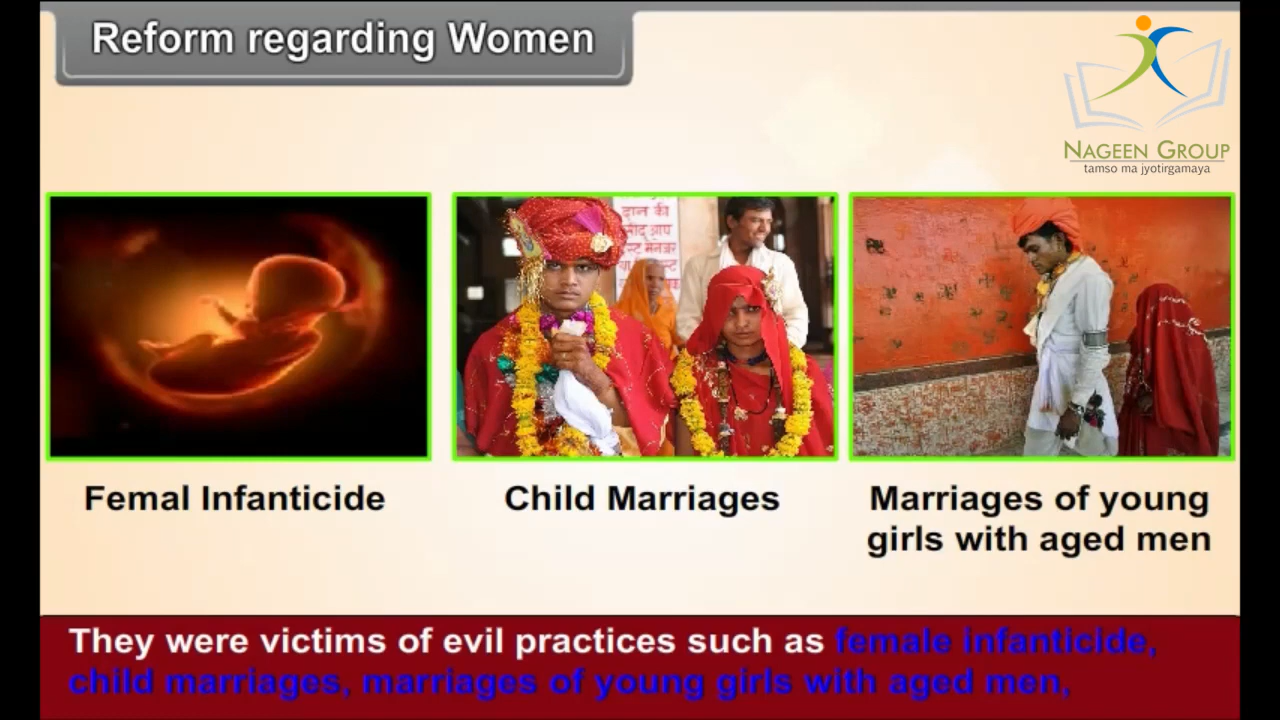 Reform regarding Women
NAGEEN GROUP
tamso ma jyotirgamaya
दान की
आप
Femal Infanticide
Child Marriages
Marriages of young
girls with aged men
They were victims of evil practices such as female infanticide,
child marriages, marriages of young girls with aged men,